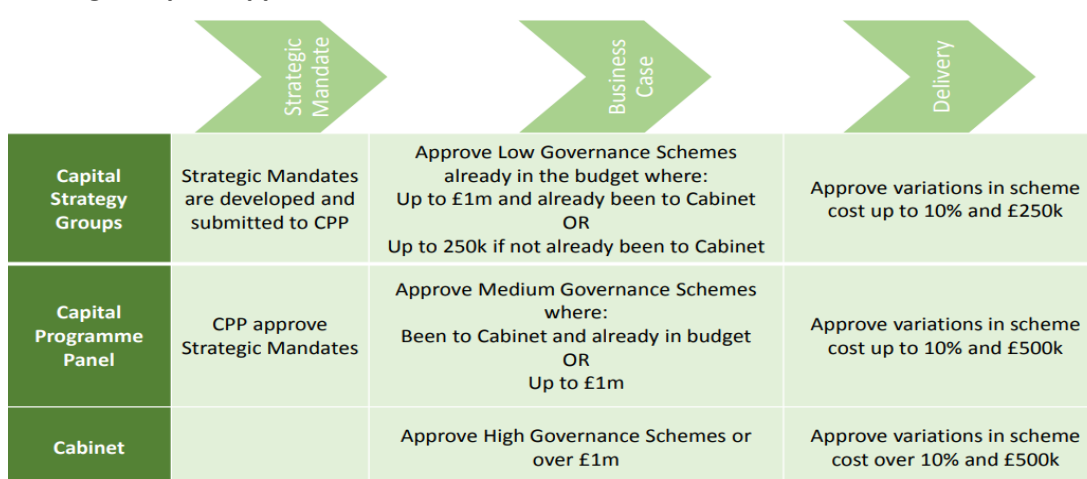 Strategic
Mandate
Business
Case
Delivery
Capital
Strategy
Groups
Strategic Mandates
are developed and
submitted to CPP
Approve Low Governance Schemes
already in the budget where:
Up to £1m and already been to Cabinet
OR
Up to 250k if not already been to Cabinet
Approve variations in scheme
cost up to 10% and £250k
Capital
Programme
Panel
CPP approve
Strategic Mandates
Approve Medium Governance Schemes
where:
Been to Cabinet and already in budget
OR
Up to £1m
Approve variations in scheme
cost up to 10% and £500k
Cabinet
Approve High Governance Schemes or
over £1m
Approve variations in scheme
cost over 10% and £500k